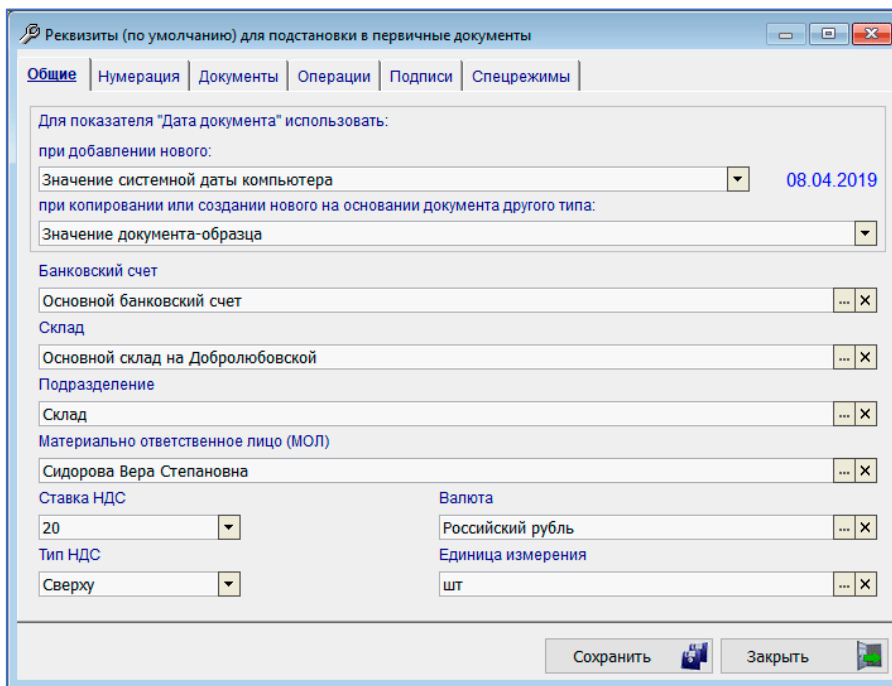 Реквизиты (по умолчанию) для подстановки в первичные документы
Общие Нумерация Документы Операции Подписи Спецрежимы
Для показателя "Дата документа" использовать:
при добавлении нового:
Значение системной даты компьютера 08.04.2019
при копировании или создании нового на основании документа другого типа:
Значение документа-образца
Банковский счет
Основной банковский счет ...
Склад
Основной склад на Добролюбовской ...
Подразделение
Склад ...
Материально ответственное лицо (МОЛ)
Сидорова Вера Степановна ...
Ставка НДС Валюта
20 Российский рубль ...
Тип НДС Единица измерения
Сверху шт ...
Сохранить Закрыть